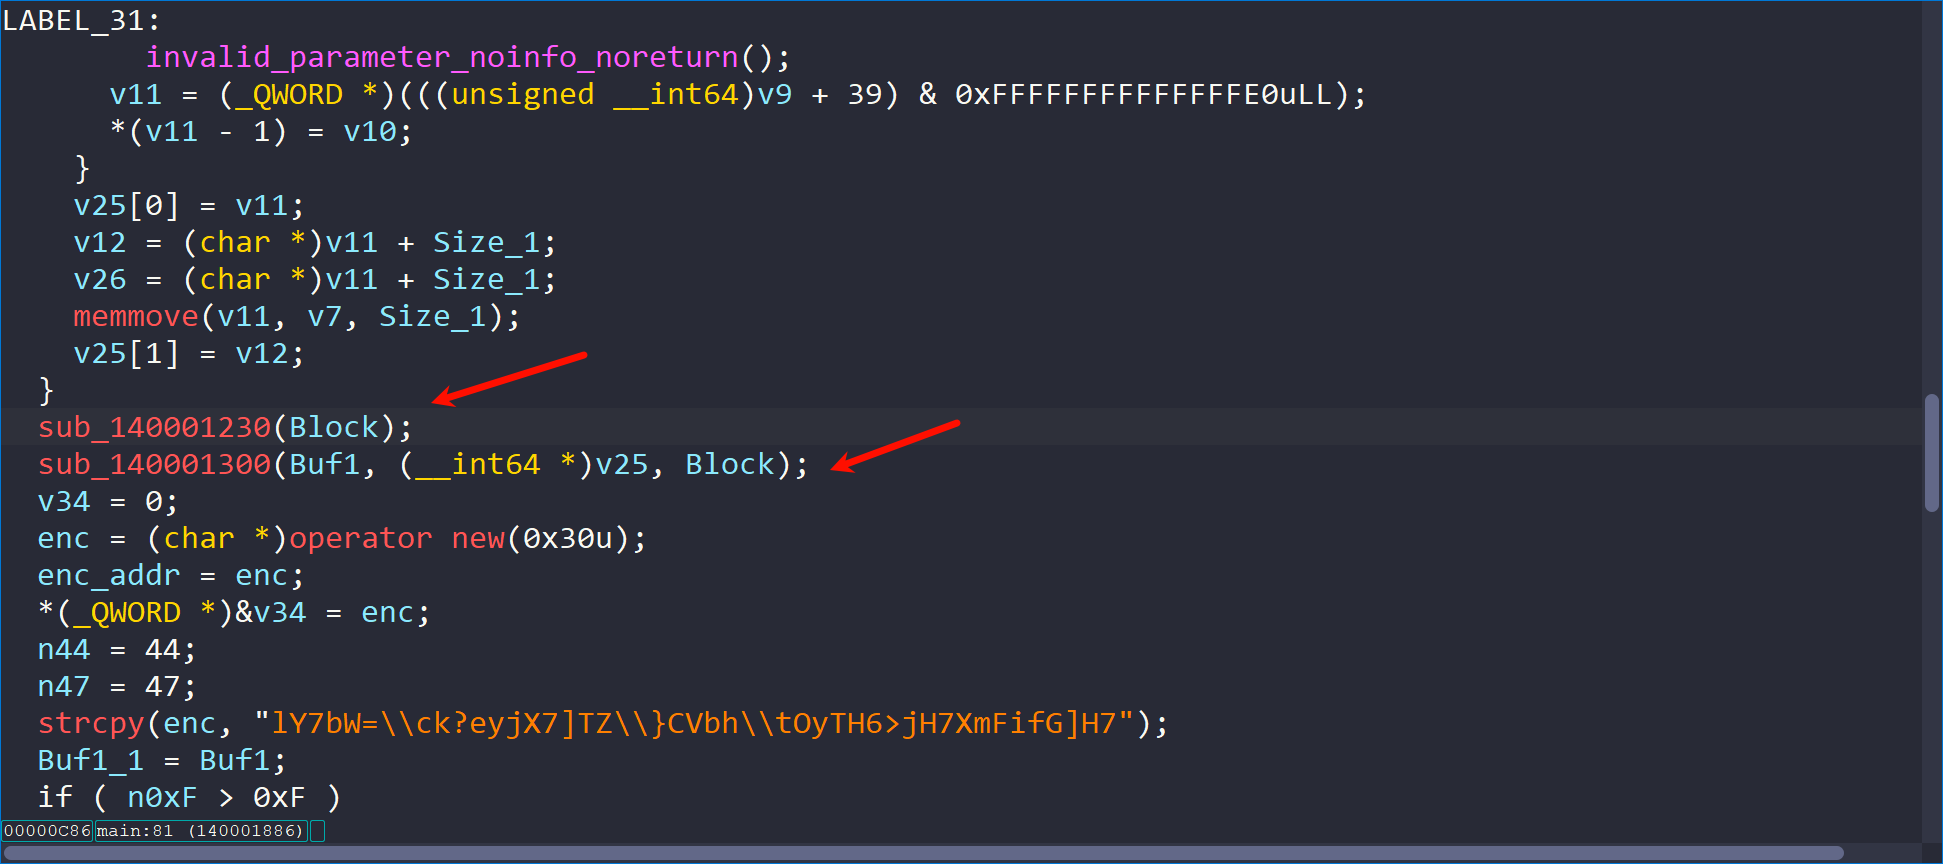 LABEL_31:
invalid_parameter_noinfo_noreturn();
v11 = (_QWORD *)(((unsigned __int64)v9 + 39) & 0xFFFFFFFFFFFFFFE0uLL);
*(v11 - 1) = v10;
}
v25[0] = v11;
v12 = (char *)v11 + Size_1;
v26 = (char *)v11 + Size_1;
memmove(v11, v7, Size_1);
v25[1] = v12;
}
sub_140001230(Block);
sub_140001300(Buf1, (__int64 *)v25, Block);
v34 = 0;
enc = (char *)operator new(0x30u);
enc_addr = enc;
*(_QWORD *)&v34 = enc;
n44 = 44;
n47 = 47;
strcpy(enc, "lY7bW=\\ck?eyjX7]TZ\\}CVbh\\tOyTH6>jH7XmFifG]H7");
Buf1_1 = Buf1;
if ( n0xF > 0xF )
00000C86 main:81 (140001886)